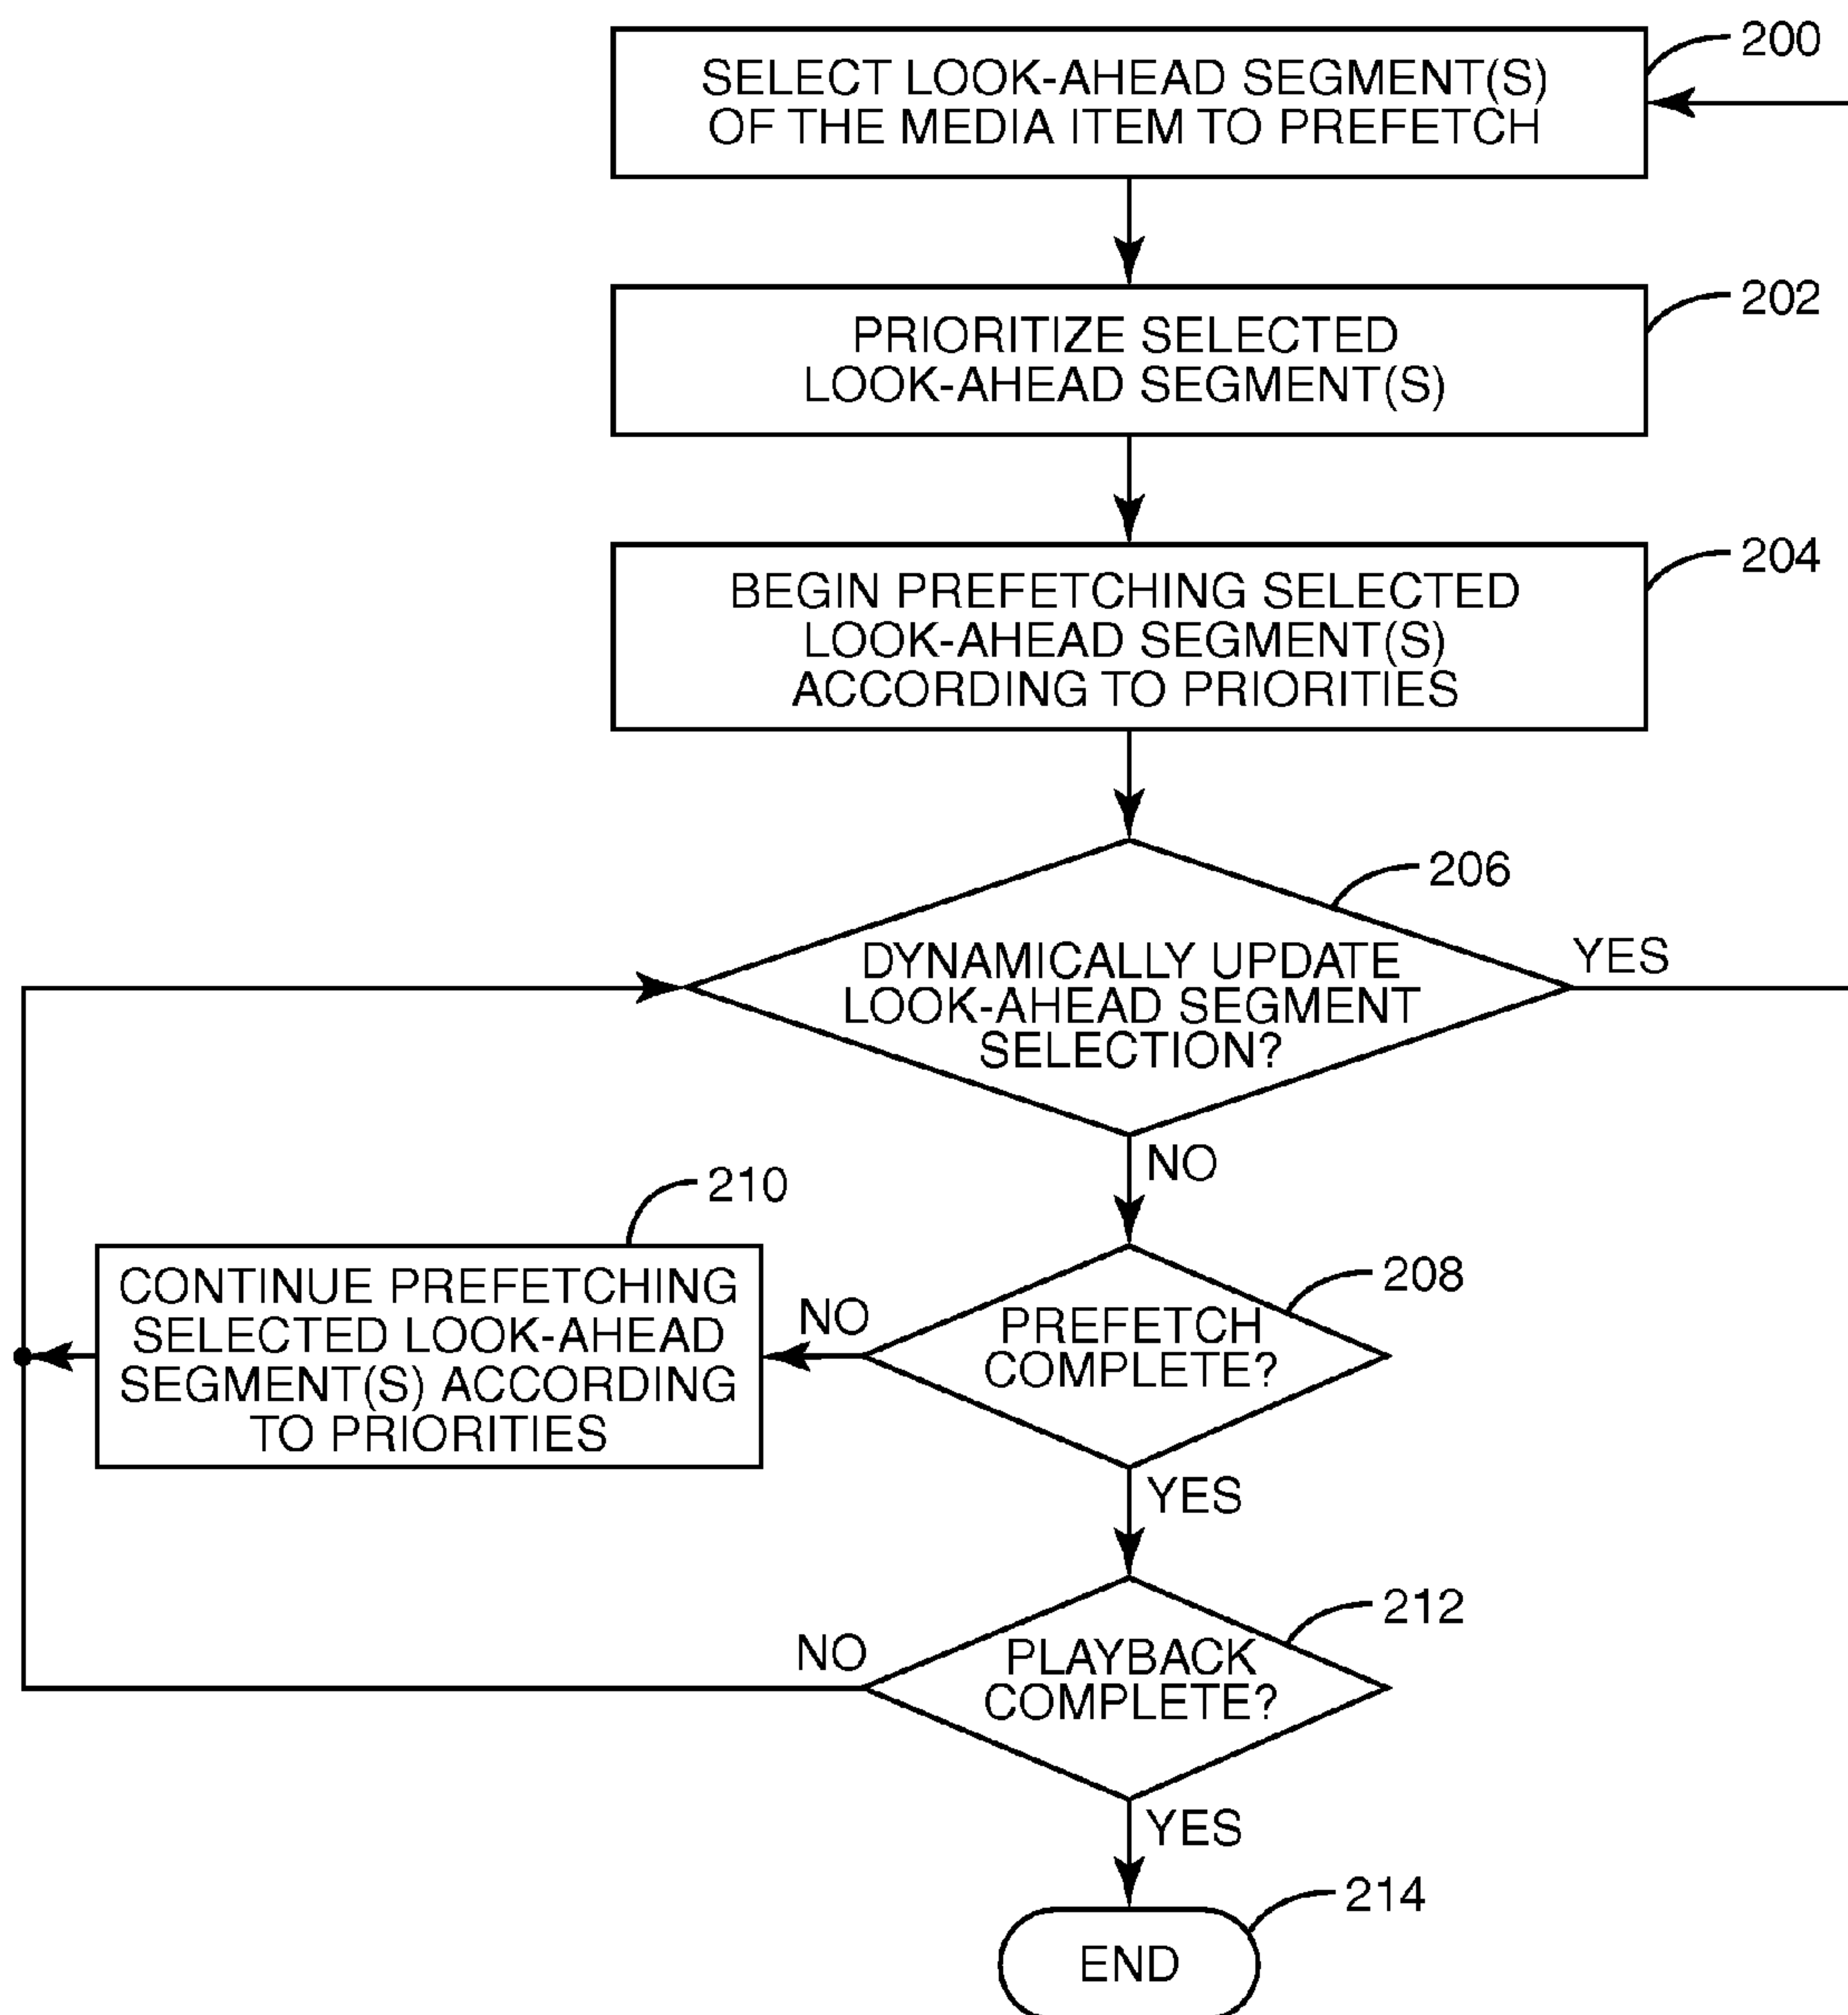 200
SELECT LOOK-AHEAD SEGMENT(S)
OF THE MEDIA ITEM TO PREFETCH
202
PRIORITIZE SELECTED
LOOK-AHEAD SEGMENT(S)
204
BEGIN PREFETCHING SELECTED
LOOK-AHEAD SEGMENT(S)
ACCORDING TO PRIORITIES
206
DYNAMICALLY UPDATE
LOOK-AHEAD SEGMENT
SELECTION?
YES
NO
210
CONTINUE PREFETCHING
SELECTED LOOK-AHEAD
SEGMENT(S) ACCORDING
TO PRIORITIES
NO
208
PREFETCH
COMPLETE?
YES
212
NO
PLAYBACK
COMPLETE?
YES
214
END